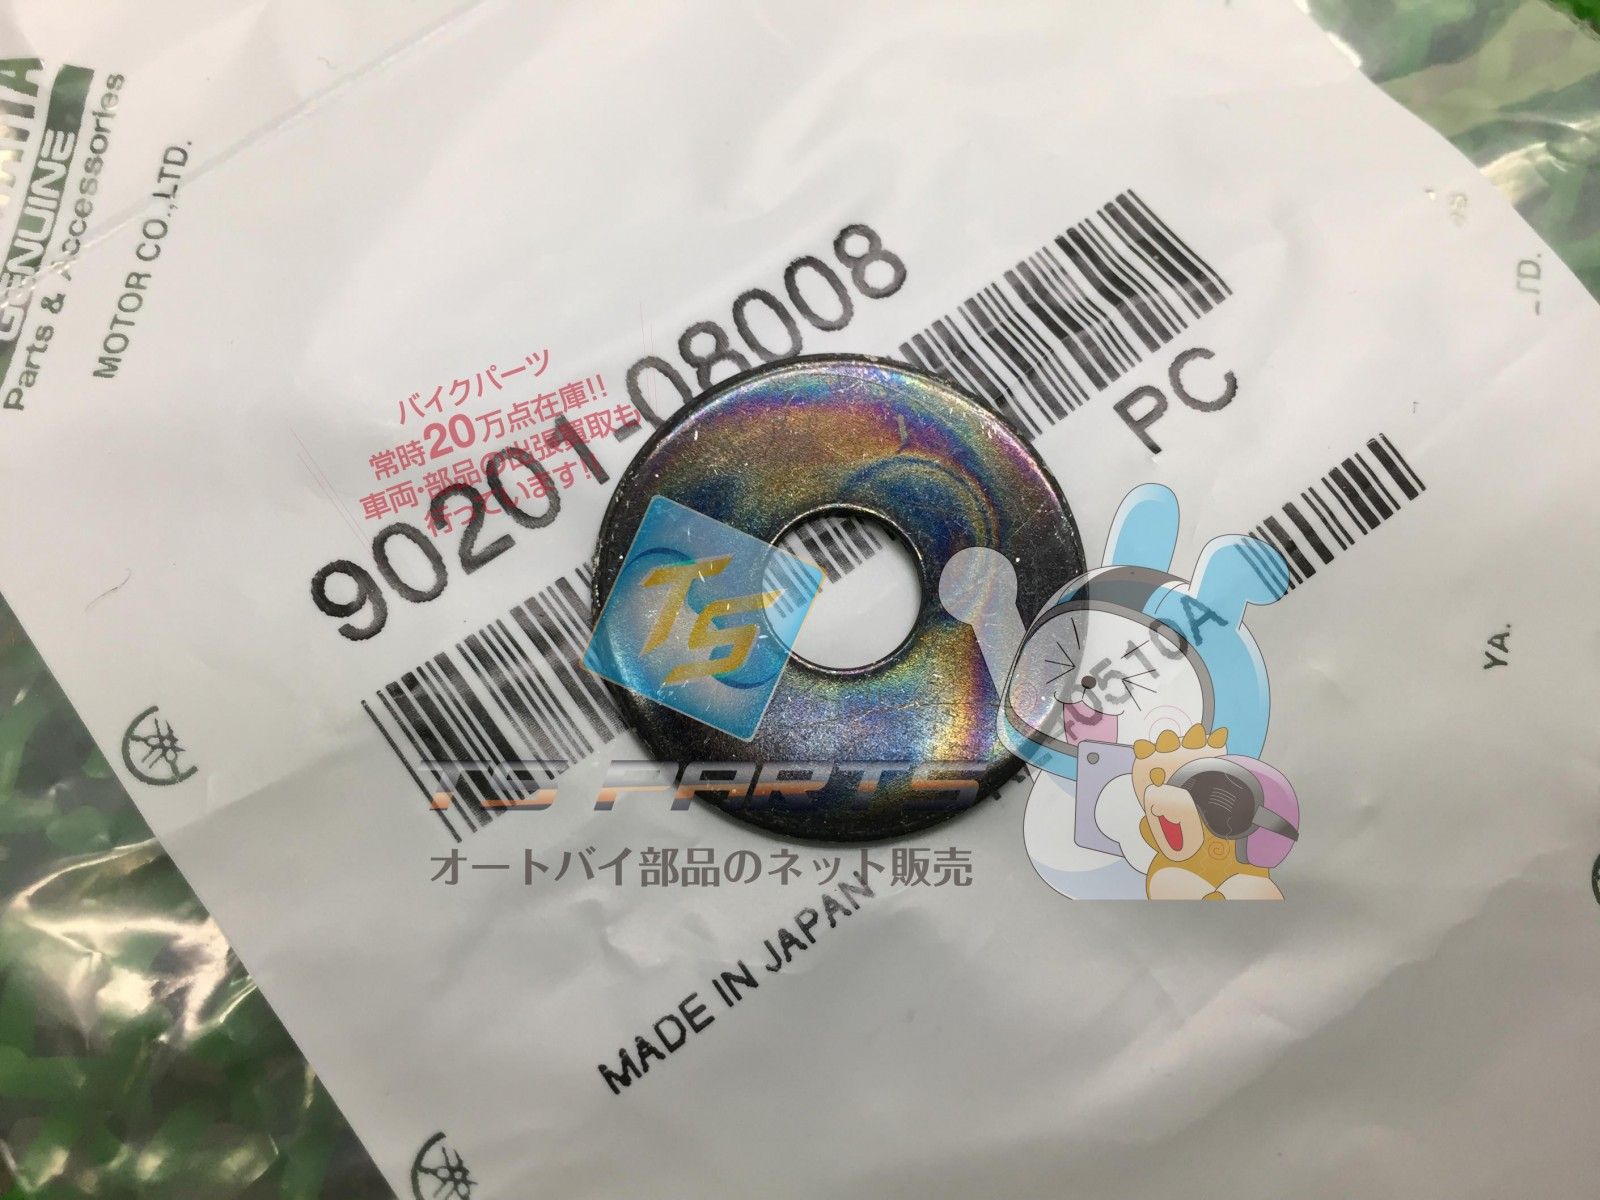 GENUINE
Parts & Accessories
MOTOR CO.,LTD.
90201-08008
PC
バイクパーツ
常時20万点在庫!!
車両・部品の出張買取も
行っています!!
TS
0510A
TS PARTS
オートバイ部品のネット販売
MADE IN JAPAN
YA.